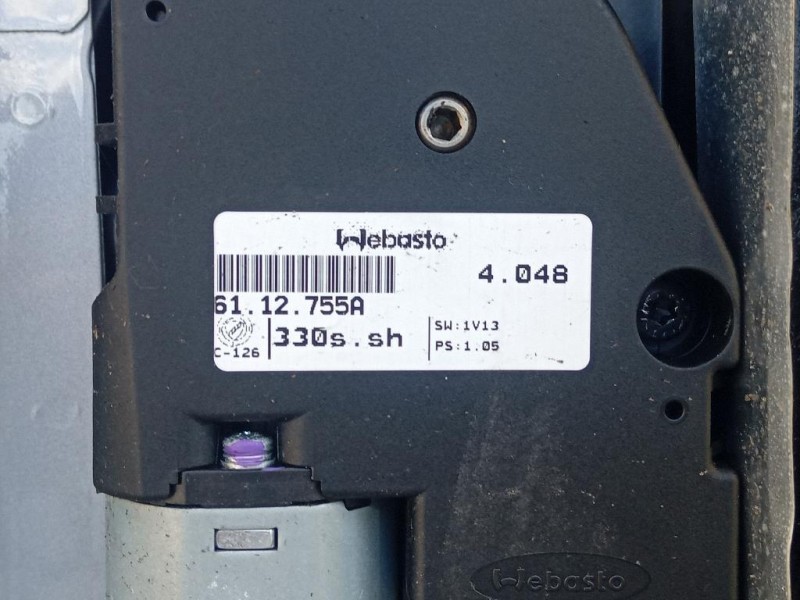 Webasto
4.048
61.12.755A
C-126
330s.sh
SW:1V13
PS:1.05
Webasto